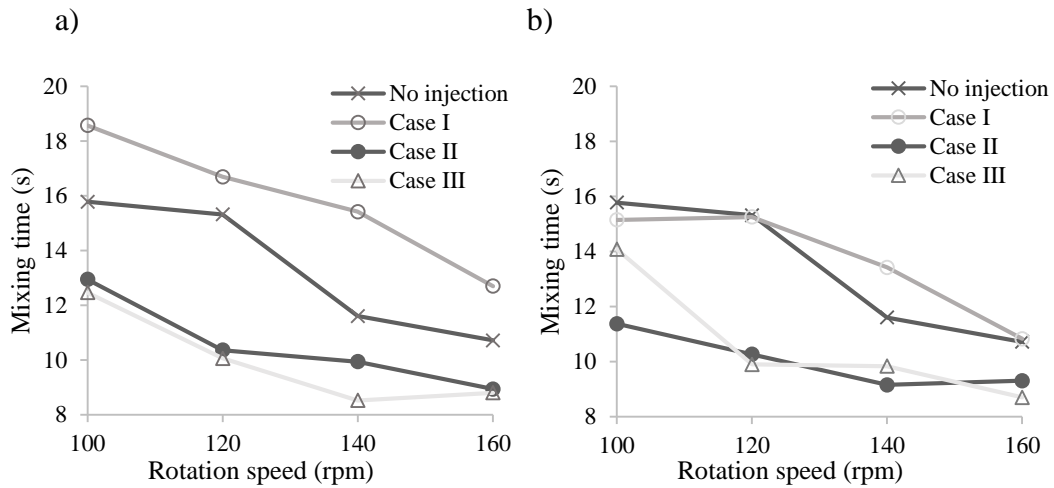 a)
20
18
16
14
12
10
8
100
120
140
160
Mixing time (s)
Rotation speed (rpm)
No injection
Case I
Case II
Case III
b)
20
18
16
14
12
10
8
100
120
140
160
Mixing time (s)
Rotation speed (rpm)
No injection
Case I
Case II
Case III